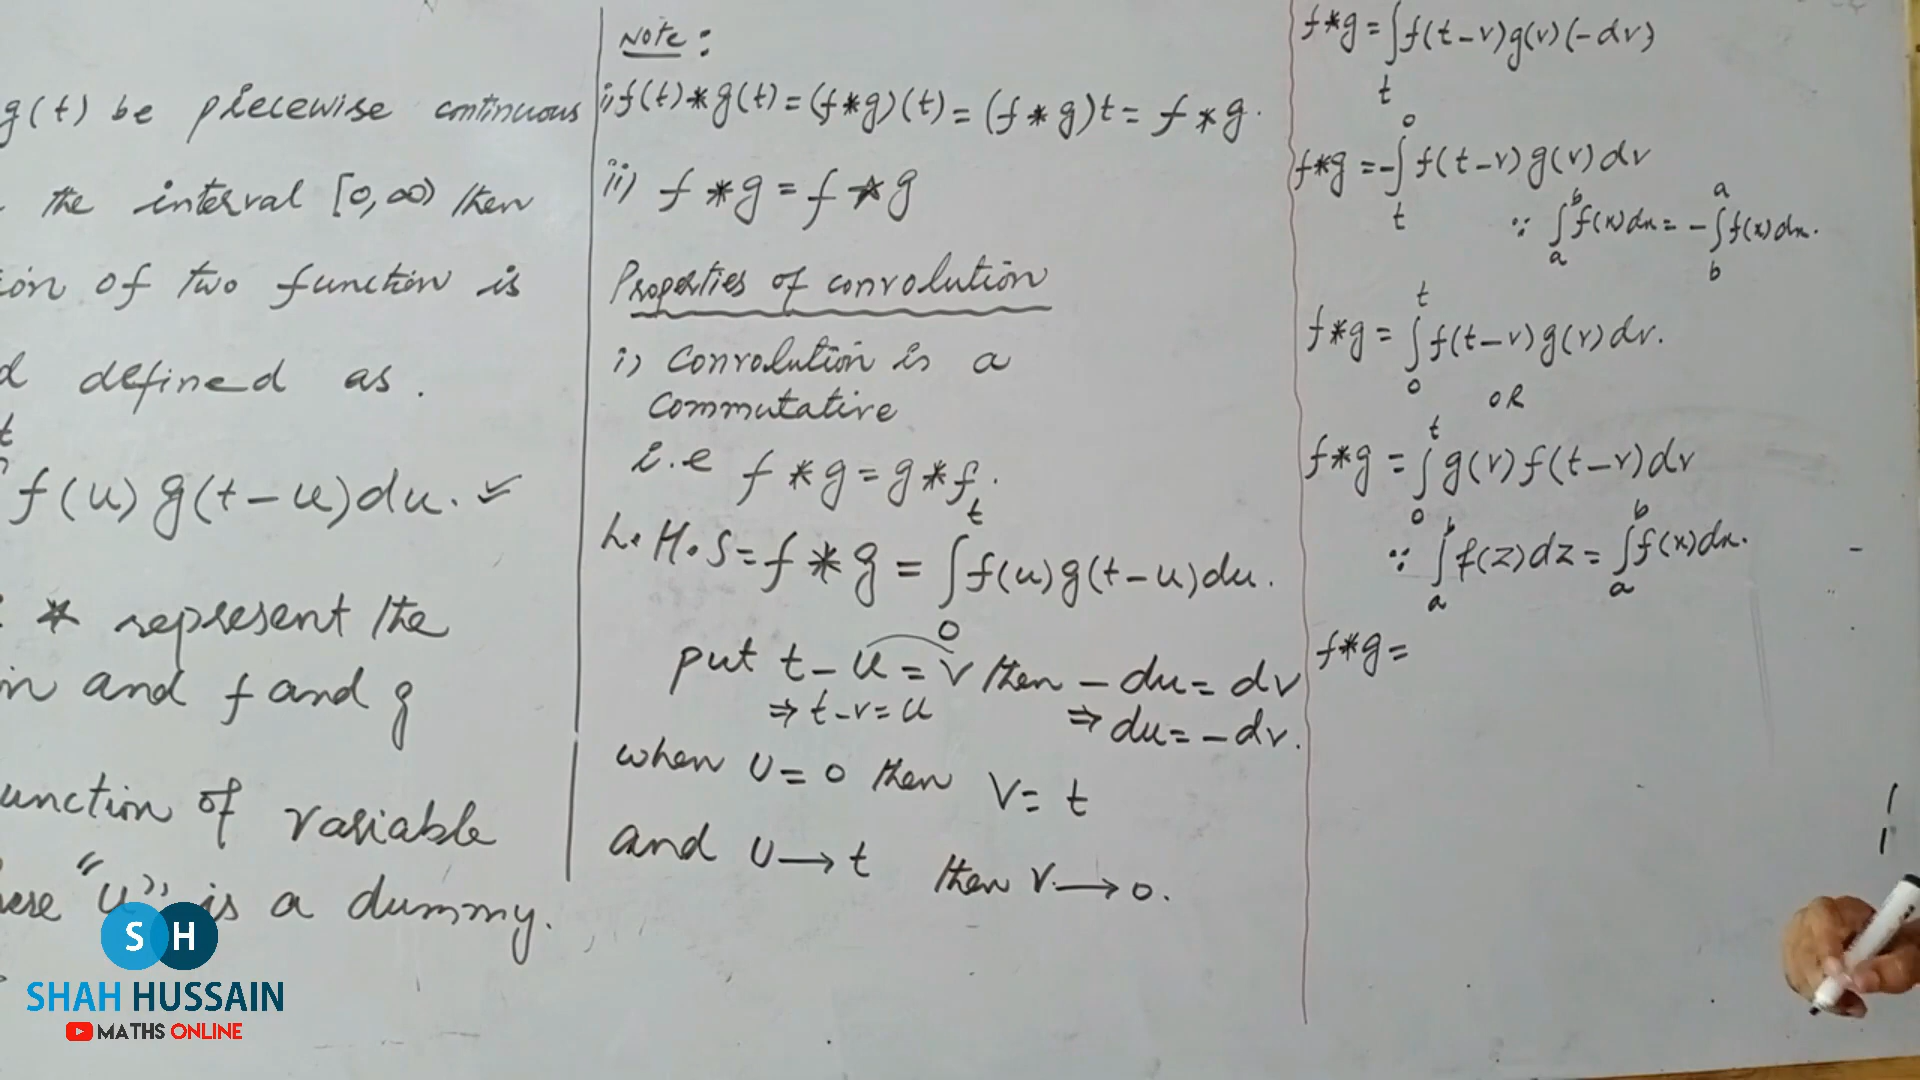 g(t) be piecewise continuous
the interval [0, ∞) then
ion of two function is
d defined as.
t
f(u) g(t-u)du. ✓
: * represent the
n and f and g
unction of variable
here "u" is a dummy.
Note:
i, f(t)*g(t) = (f*g)(t) = (f*g)t = f*g.
ii) f*g = f*g
Properties of convolution
i) Convolution is a
commutative
i.e f*g = g*f.
L.H.S = f*g = ∫₀ᵗ f(u)g(t-u)du.
put t-u = v then -du = dv
⇒ t-v = u ⇒ du = -dv.
when u = 0 then v = t
and u → t then v → 0.
f*g = ∫ f(t-v)g(v)(-dv)
t
f*g = -∫ₜ⁰ f(t-v)g(v)dv
∵ ∫ₐᵇ f(x)dx = -∫ᵦᵃ f(x)dx.
f*g = ∫₀ᵗ f(t-v)g(v)dv.
OR
f*g = ∫₀ᵗ g(v)f(t-v)dv
∵ ∫ₐᵇ f(z)dz = ∫ₐᵇ f(x)dx.
f*g =
S H
SHAH HUSSAIN
MATHS ONLINE